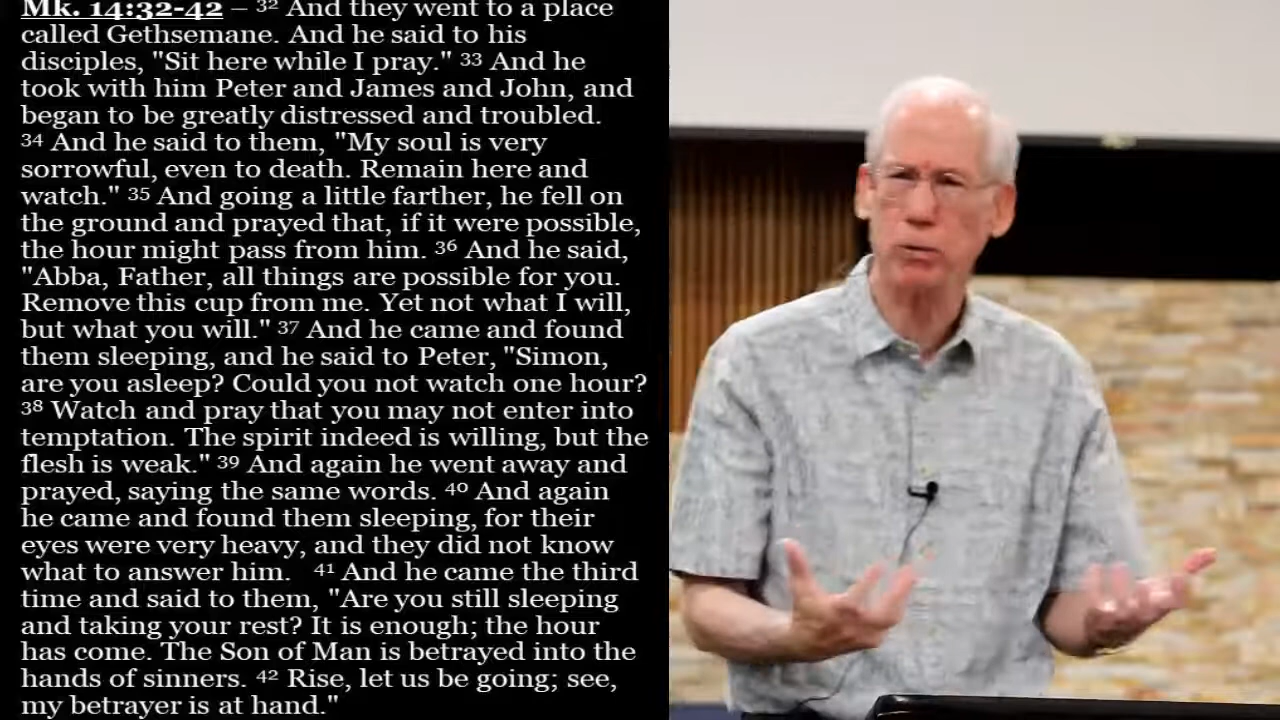 Mk. 14:32-42 – ³² And they went to a place
called Gethsemane. And he said to his
disciples, "Sit here while I pray." ³³ And he
took with him Peter and James and John, and
began to be greatly distressed and troubled.
³⁴ And he said to them, "My soul is very
sorrowful, even to death. Remain here and
watch." ³⁵ And going a little farther, he fell on
the ground and prayed that, if it were possible,
the hour might pass from him. ³⁶ And he said,
"Abba, Father, all things are possible for you.
Remove this cup from me. Yet not what I will,
but what you will." ³⁷ And he came and found
them sleeping, and he said to Peter, "Simon,
are you asleep? Could you not watch one hour?
³⁸ Watch and pray that you may not enter into
temptation. The spirit indeed is willing, but the
flesh is weak." ³⁹ And again he went away and
prayed, saying the same words. ⁴⁰ And again
he came and found them sleeping, for their
eyes were very heavy, and they did not know
what to answer him. ⁴¹ And he came the third
time and said to them, "Are you still sleeping
and taking your rest? It is enough; the hour
has come. The Son of Man is betrayed into the
hands of sinners. ⁴² Rise, let us be going; see,
my betrayer is at hand."